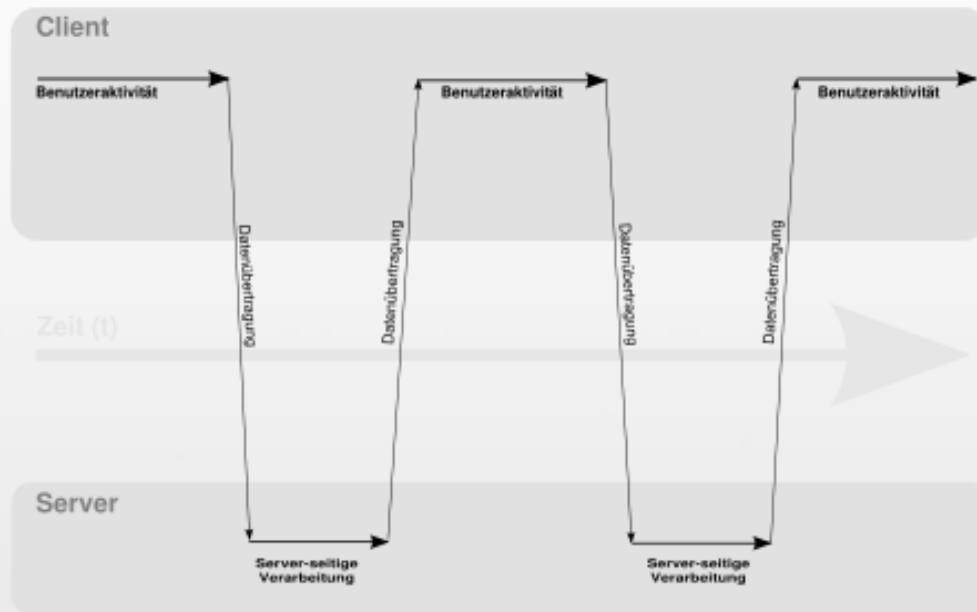 Client
Benutzeraktivität
Benutzeraktivität
Benutzeraktivität
Datenübertragung
Datenübertragung
Datenübertragung
Datenübertragung
Zeit (t)
Server
Server-seitige
Verarbeitung
Server-seitige
Verarbeitung